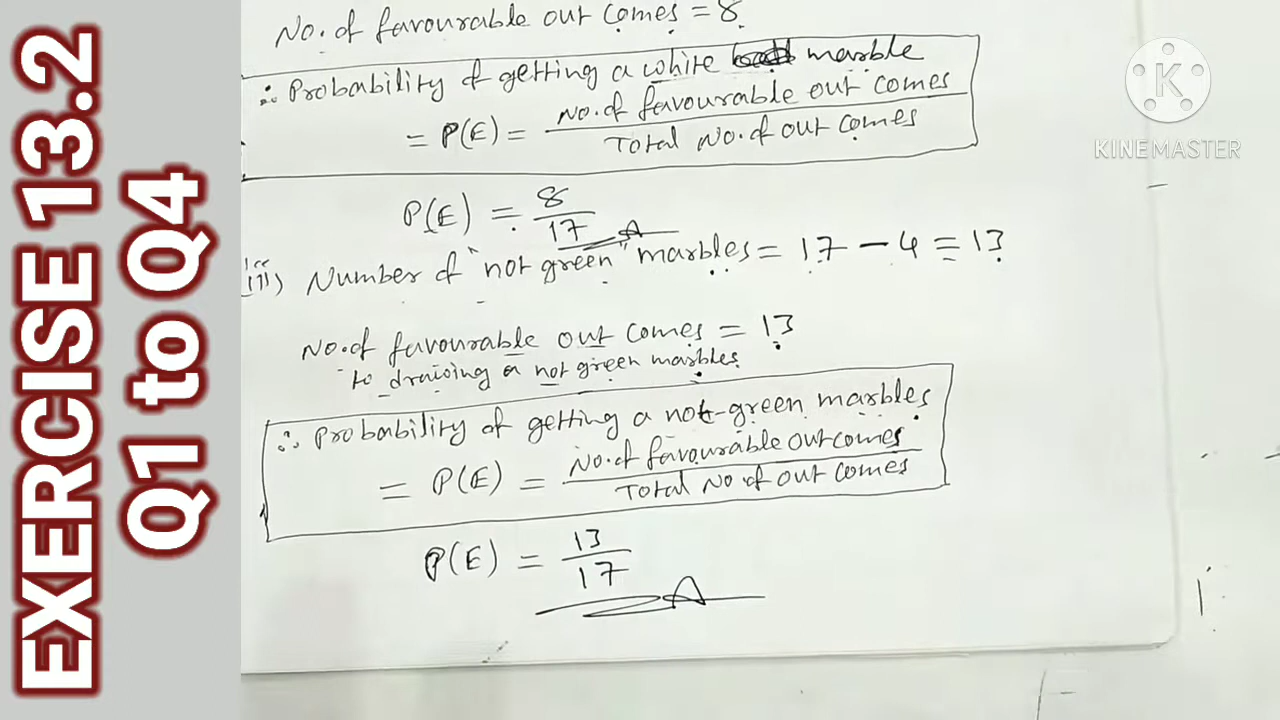 EXERCISE 13.2
Q1 to Q4
KINEMASTER
No. of favourable out comes = 8
∴ Probability of getting a white marble
= P(E) = No. of favourable out comes
Total No. of out comes
P(E) = 8
17
(iii) Number of "not green" marbles = 17 - 4 = 13
No. of favourable out comes = 13
to drawing a not green marbles
∴ Probability of getting a not-green marbles
= P(E) = No. of favourable outcomes
Total No of out comes
P(E) = 13
17